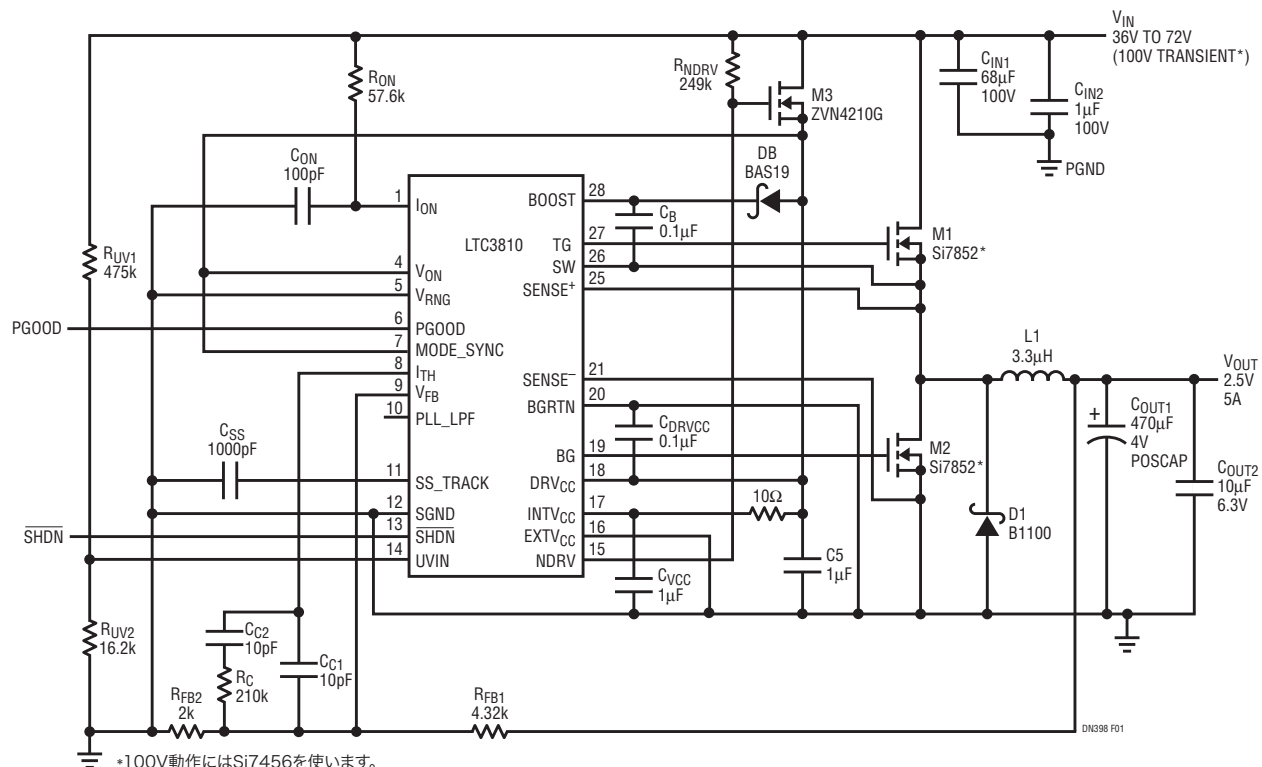 VIN
36V TO 72V
(100V TRANSIENT*)
RON
57.6k
RNDRV
249k
M3
ZVN4210G
CIN1
68µF
100V
CIN2
1µF
100V
PGND
CON
100pF
DB
BAS19
1
ION
LTC3810
BOOST
28
CB
0.1µF
TG
27
SW
26
SENSE+
25
M1
Si7852*
RUV1
475k
4
VON
5
VRNG
PGOOD
6
PGOOD
7
MODE_SYNC
8
ITH
9
VFB
10
PLL_LPF
SENSE–
21
BGRTN
20
CDRVCC
0.1µF
BG
19
DRVCC
18
INTVCC
17
EXTVCC
16
NDRV
15
10Ω
M2
Si7852*
L1
3.3µH
VOUT
2.5V
5A
+
COUT1
470µF
4V
POSCAP
COUT2
10µF
6.3V
D1
B1100
CSS
1000pF
11
SS_TRACK
12
SGND
SHDN
13
SHDN
14
UVIN
CVCC
1µF
C5
1µF
RUV2
16.2k
CC2
10pF
RC
210k
CC1
10pF
RFB2
2k
RFB1
4.32k
DN398 F01
*100V動作にはSi7456を使います。